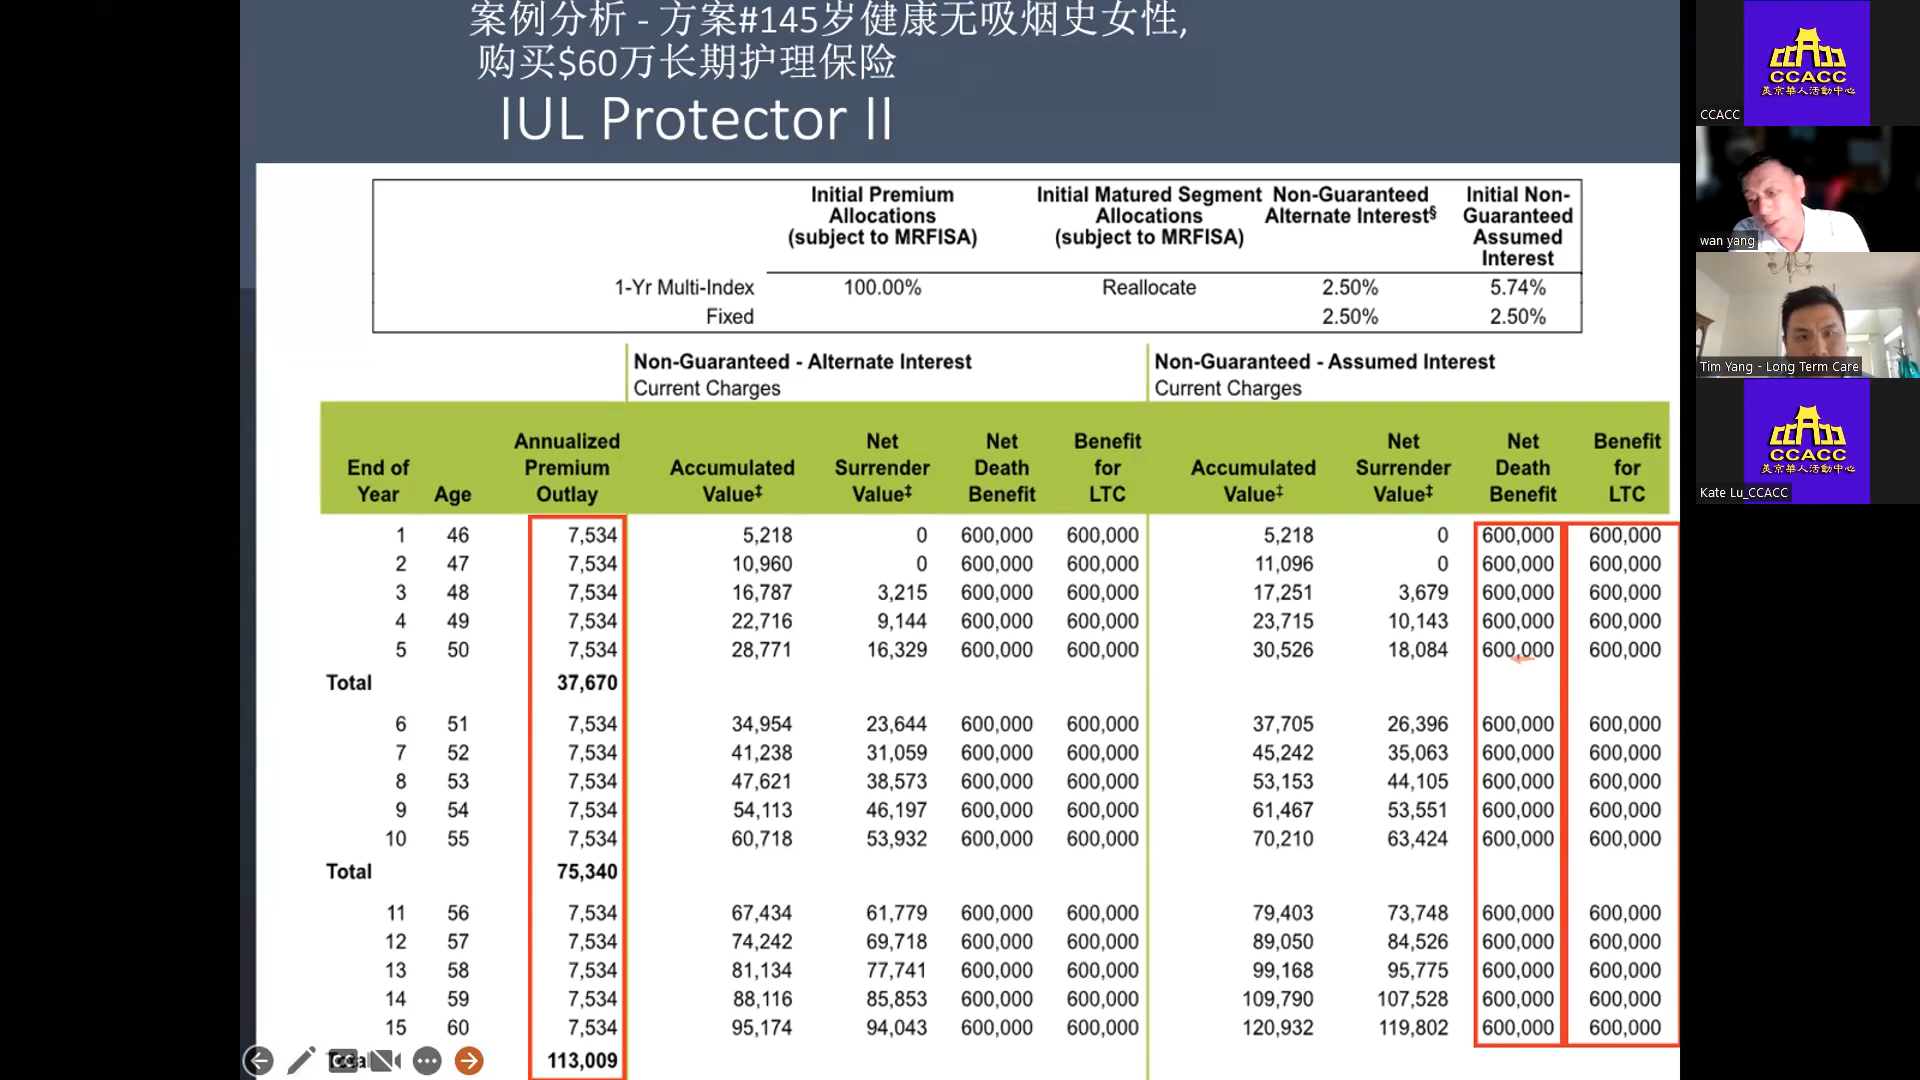 案例分析 - 方案#145岁健康无吸烟史女性,
购买$60万长期护理保险
IUL Protector II
Initial Premium Allocations (subject to MRFISA)
Initial Matured Segment Allocations (subject to MRFISA)
Non-Guaranteed Alternate Interest§
Initial Non-Guaranteed Assumed Interest
1-Yr Multi-Index 100.00% Reallocate 2.50% 5.74%
Fixed 2.50% 2.50%
Non-Guaranteed - Alternate Interest
Current Charges
Non-Guaranteed - Assumed Interest
Current Charges
End of Year
Age
Annualized Premium Outlay
Accumulated Value‡
Net Surrender Value‡
Net Death Benefit
Benefit for LTC
Accumulated Value‡
Net Surrender Value‡
Net Death Benefit
Benefit for LTC
1 46 7,534 5,218 0 600,000 600,000 5,218 0 600,000 600,000
2 47 7,534 10,960 0 600,000 600,000 11,096 0 600,000 600,000
3 48 7,534 16,787 3,215 600,000 600,000 17,251 3,679 600,000 600,000
4 49 7,534 22,716 9,144 600,000 600,000 23,715 10,143 600,000 600,000
5 50 7,534 28,771 16,329 600,000 600,000 30,526 18,084 600,000 600,000
Total 37,670
6 51 7,534 34,954 23,644 600,000 600,000 37,705 26,396 600,000 600,000
7 52 7,534 41,238 31,059 600,000 600,000 45,242 35,063 600,000 600,000
8 53 7,534 47,621 38,573 600,000 600,000 53,153 44,105 600,000 600,000
9 54 7,534 54,113 46,197 600,000 600,000 61,467 53,551 600,000 600,000
10 55 7,534 60,718 53,932 600,000 600,000 70,210 63,424 600,000 600,000
Total 75,340
11 56 7,534 67,434 61,779 600,000 600,000 79,403 73,748 600,000 600,000
12 57 7,534 74,242 69,718 600,000 600,000 89,050 84,526 600,000 600,000
13 58 7,534 81,134 77,741 600,000 600,000 99,168 95,775 600,000 600,000
14 59 7,534 88,116 85,853 600,000 600,000 109,790 107,528 600,000 600,000
15 60 7,534 95,174 94,043 600,000 600,000 120,932 119,802 600,000 600,000
Total 113,009
CCACC
美京華人活動中心
CCACC
wan yang
Tim Yang - Long Term Care
CCACC
美京華人活動中心
Kate Lu_CCACC